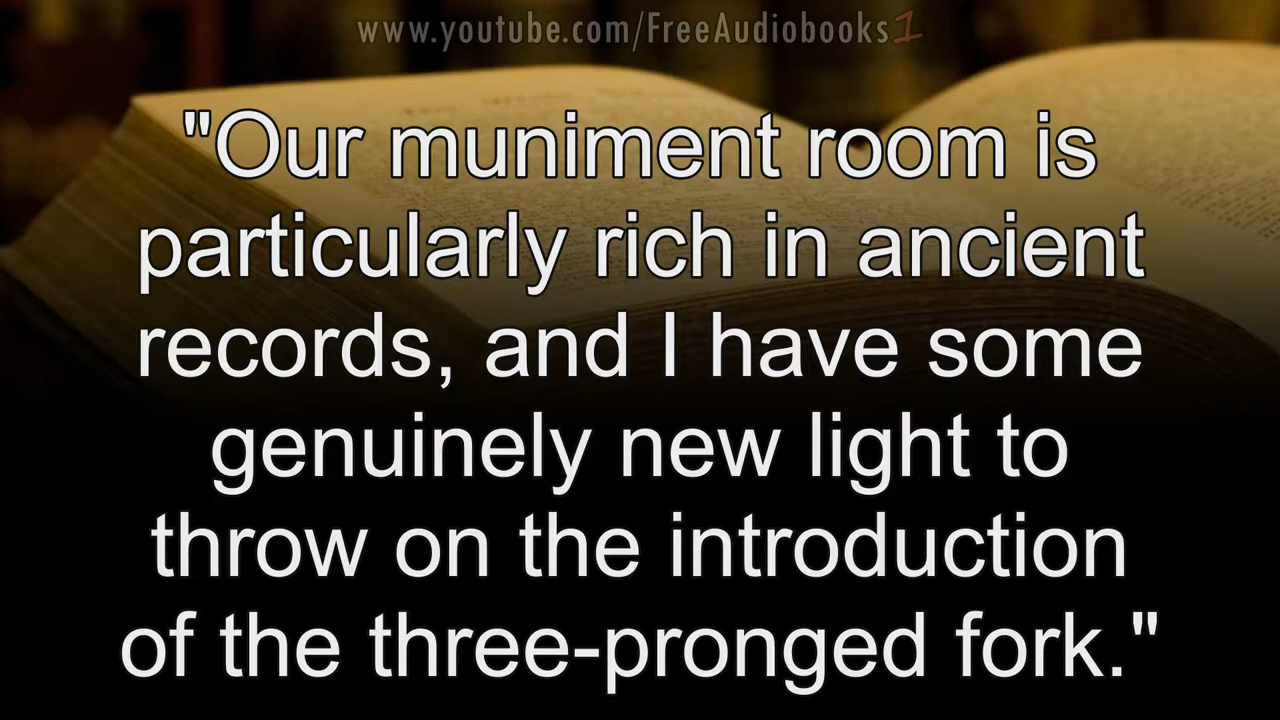 www.youtube.com/FreeAudiobooks1
"Our muniment room is
particularly rich in ancient
records, and I have some
genuinely new light to
throw on the introduction
of the three-pronged fork."